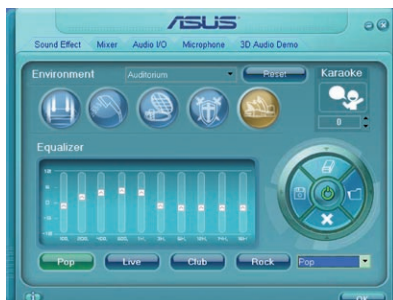 ASUS
Sound Effect Mixer Audio I/O Microphone 3D Audio Demo
Environment Auditorium Reset Karaoke
0
Equalizer
Pop Live Club Rock Pop
OK